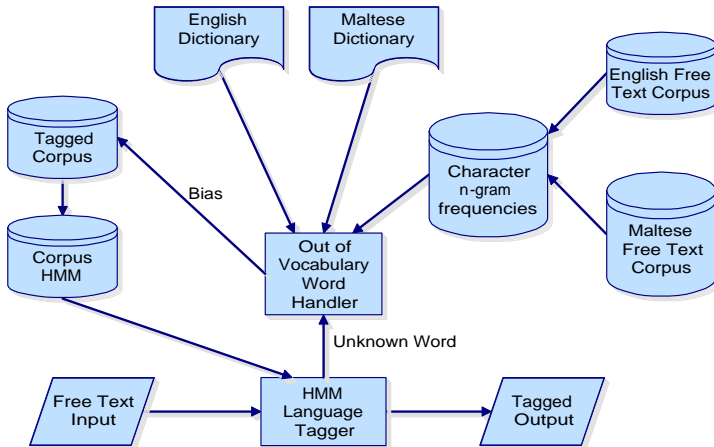 English
Dictionary
Maltese
Dictionary
English Free
Text Corpus
Tagged
Corpus
Character
n-gram
frequencies
Bias
Maltese
Free Text
Corpus
Corpus
HMM
Out of
Vocabulary
Word
Handler
Unknown Word
Free Text
Input
HMM
Language
Tagger
Tagged
Output